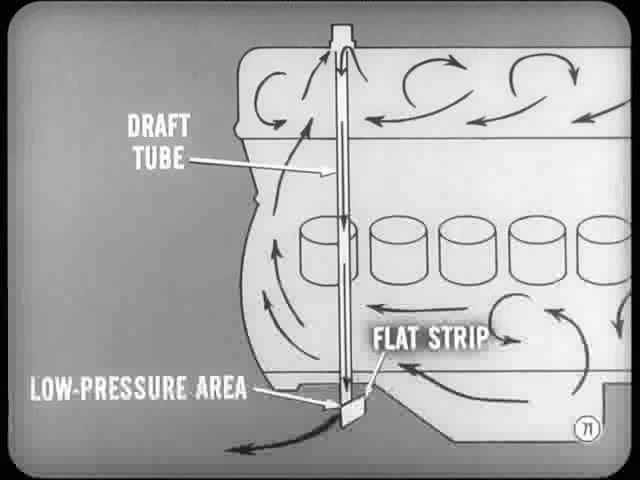 DRAFT
TUBE
FLAT STRIP
LOW-PRESSURE AREA
71